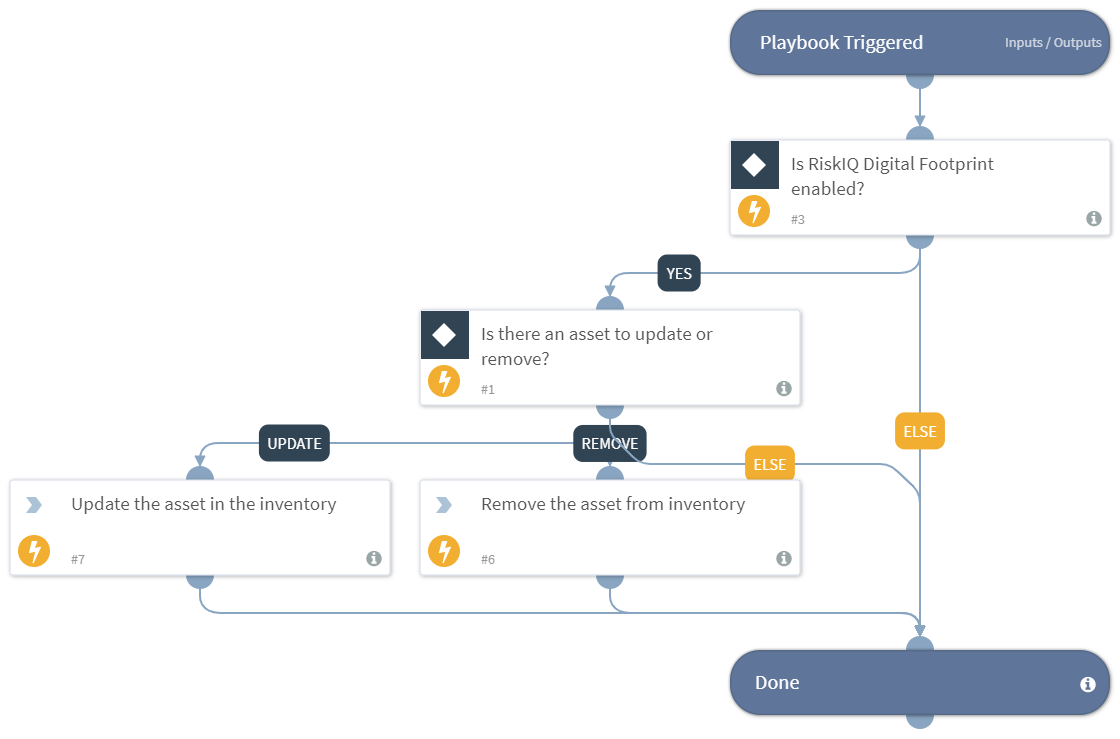 Playbook Triggered
Inputs / Outputs
Is RiskIQ Digital Footprint
enabled?
#3
YES
Is there an asset to update or
remove?
#1
ELSE
UPDATE
REMOVE
ELSE
Update the asset in the inventory
#7
Remove the asset from inventory
#6
Done